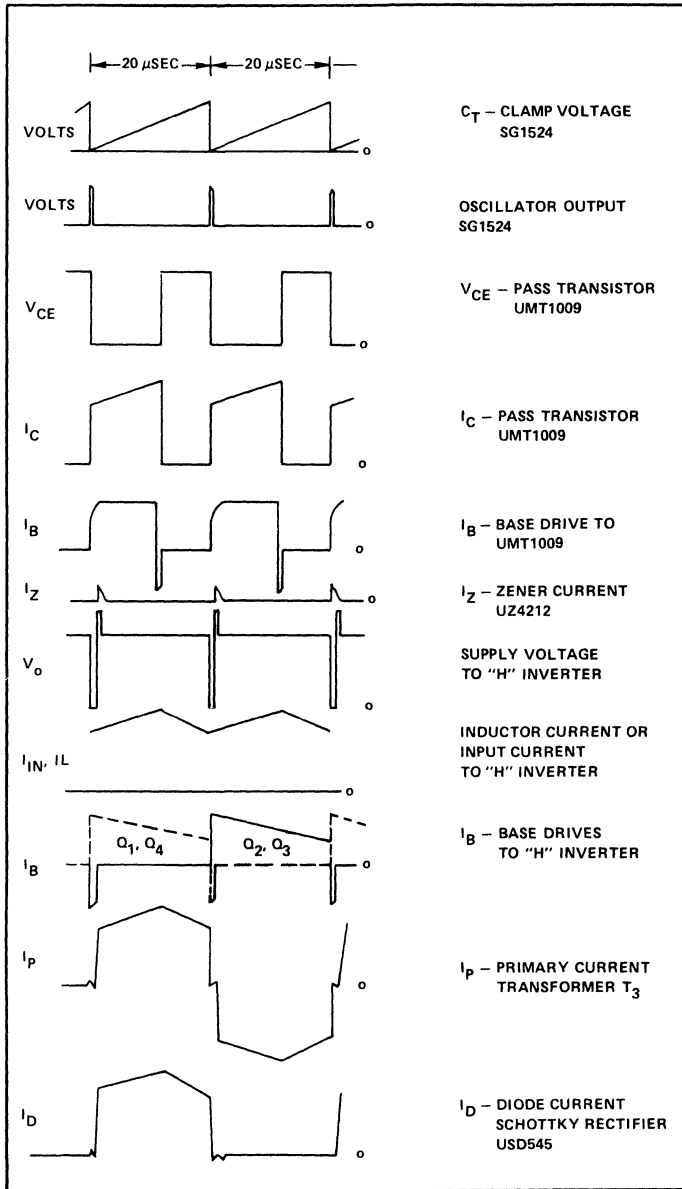 20 μSEC 20 μSEC
VOLTS
C_T – CLAMP VOLTAGE
SG1524
o
VOLTS
OSCILLATOR OUTPUT
SG1524
o
V_CE
V_CE – PASS TRANSISTOR
UMT1009
o
I_C
I_C – PASS TRANSISTOR
UMT1009
o
I_B
I_B – BASE DRIVE TO
UMT1009
o
I_Z
I_Z – ZENER CURRENT
UZ4212
o
V_o
SUPPLY VOLTAGE
TO "H" INVERTER
o
I_IN, IL
INDUCTOR CURRENT OR
INPUT CURRENT
TO "H" INVERTER
o
I_B
Q_1, Q_4
Q_2, Q_3
I_B – BASE DRIVES
TO "H" INVERTER
o
I_P
I_P – PRIMARY CURRENT
TRANSFORMER T_3
o
I_D
I_D – DIODE CURRENT
SCHOTTKY RECTIFIER
USD545
o